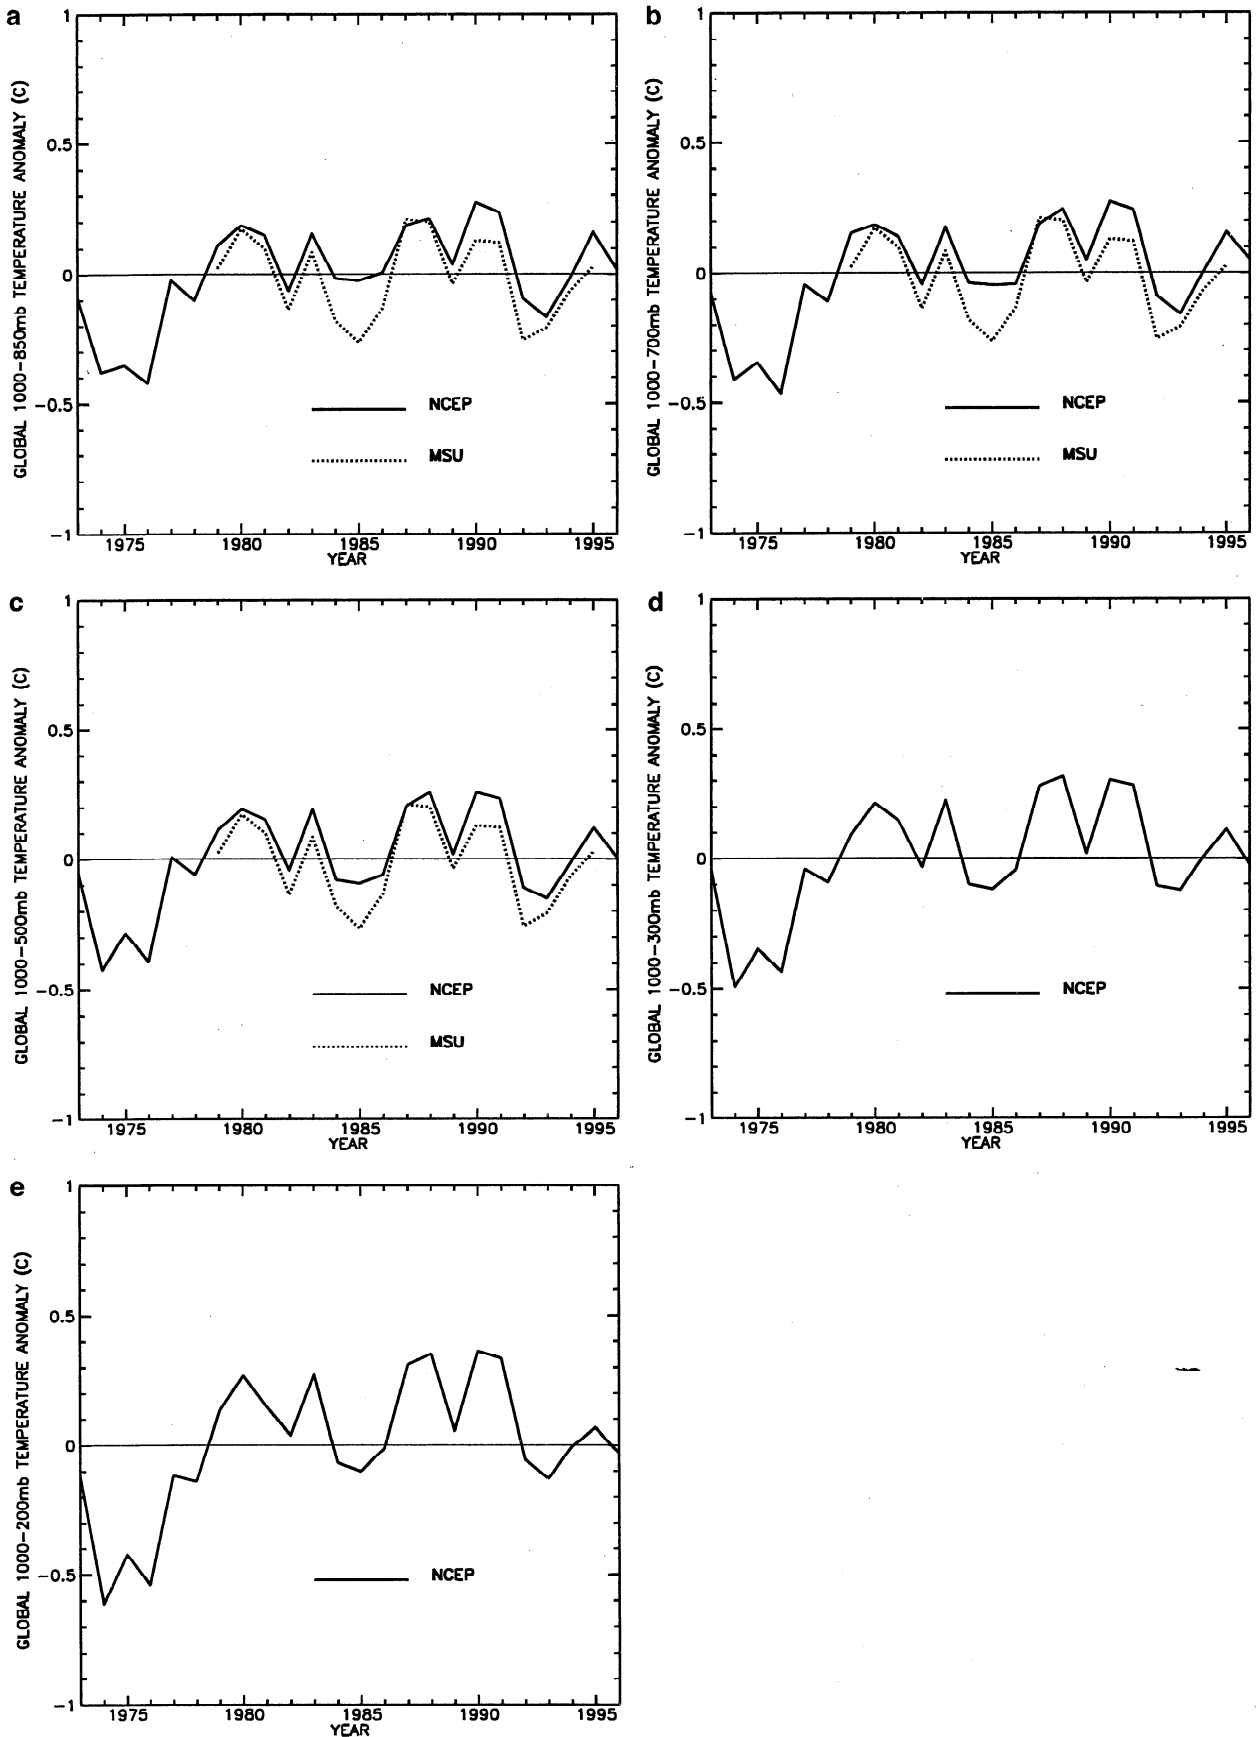 a
GLOBAL 1000-850mb TEMPERATURE ANOMALY (C)
1
0.5
0
-0.5
-1
NCEP
MSU
1975 1980 1985 1990 1995
YEAR
b
GLOBAL 1000-700mb TEMPERATURE ANOMALY (C)
1
0.5
0
-0.5
-1
NCEP
MSU
1975 1980 1985 1990 1995
YEAR
c
GLOBAL 1000-500mb TEMPERATURE ANOMALY (C)
1
0.5
0
-0.5
-1
NCEP
MSU
1975 1980 1985 1990 1995
YEAR
d
GLOBAL 1000-300mb TEMPERATURE ANOMALY (C)
1
0.5
0
-0.5
-1
NCEP
1975 1980 1985 1990 1995
YEAR
e
GLOBAL 1000-200mb TEMPERATURE ANOMALY (C)
1
0.5
0
-0.5
-1
NCEP
1975 1980 1985 1990 1995
YEAR